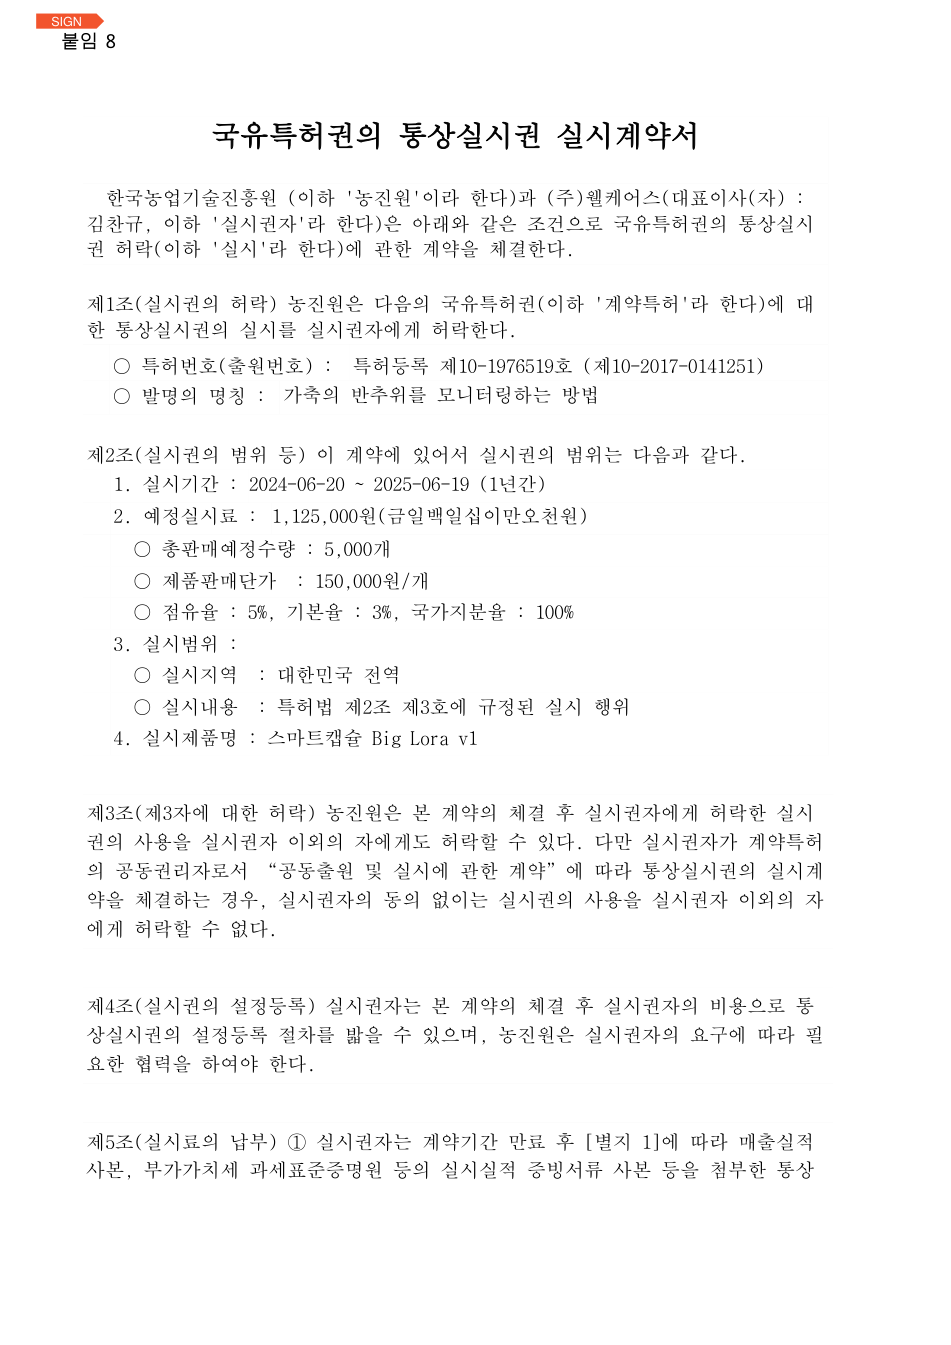 SIGN
붙임 8
국유특허권의 통상실시권 실시계약서
한국농업기술진흥원 (이하 '농진원'이라 한다)과 (주)웰케어스(대표이사(자) :
김찬규, 이하 '실시권자'라 한다)은 아래와 같은 조건으로 국유특허권의 통상실시
권 허락(이하 '실시'라 한다)에 관한 계약을 체결한다.
제1조(실시권의 허락) 농진원은 다음의 국유특허권(이하 '계약특허'라 한다)에 대
한 통상실시권의 실시를 실시권자에게 허락한다.
○ 특허번호(출원번호) : 특허등록 제10-1976519호 (제10-2017-0141251)
○ 발명의 명칭 : 가축의 반추위를 모니터링하는 방법
제2조(실시권의 범위 등) 이 계약에 있어서 실시권의 범위는 다음과 같다.
1. 실시기간 : 2024-06-20 ~ 2025-06-19 (1년간)
2. 예정실시료 : 1,125,000원(금일백일십이만오천원)
○ 총판매예정수량 : 5,000개
○ 제품판매단가 : 150,000원/개
○ 점유율 : 5%, 기본율 : 3%, 국가지분율 : 100%
3. 실시범위 :
○ 실시지역 : 대한민국 전역
○ 실시내용 : 특허법 제2조 제3호에 규정된 실시 행위
4. 실시제품명 : 스마트캡슐 Big Lora v1
제3조(제3자에 대한 허락) 농진원은 본 계약의 체결 후 실시권자에게 허락한 실시
권의 사용을 실시권자 이외의 자에게도 허락할 수 있다. 다만 실시권자가 계약특허
의 공동권리자로서 “공동출원 및 실시에 관한 계약”에 따라 통상실시권의 실시계
약을 체결하는 경우, 실시권자의 동의 없이는 실시권의 사용을 실시권자 이외의 자
에게 허락할 수 없다.
제4조(실시권의 설정등록) 실시권자는 본 계약의 체결 후 실시권자의 비용으로 통
상실시권의 설정등록 절차를 밟을 수 있으며, 농진원은 실시권자의 요구에 따라 필
요한 협력을 하여야 한다.
제5조(실시료의 납부) ① 실시권자는 계약기간 만료 후 [별지 1]에 따라 매출실적
사본, 부가가치세 과세표준증명원 등의 실시실적 증빙서류 사본 등을 첨부한 통상